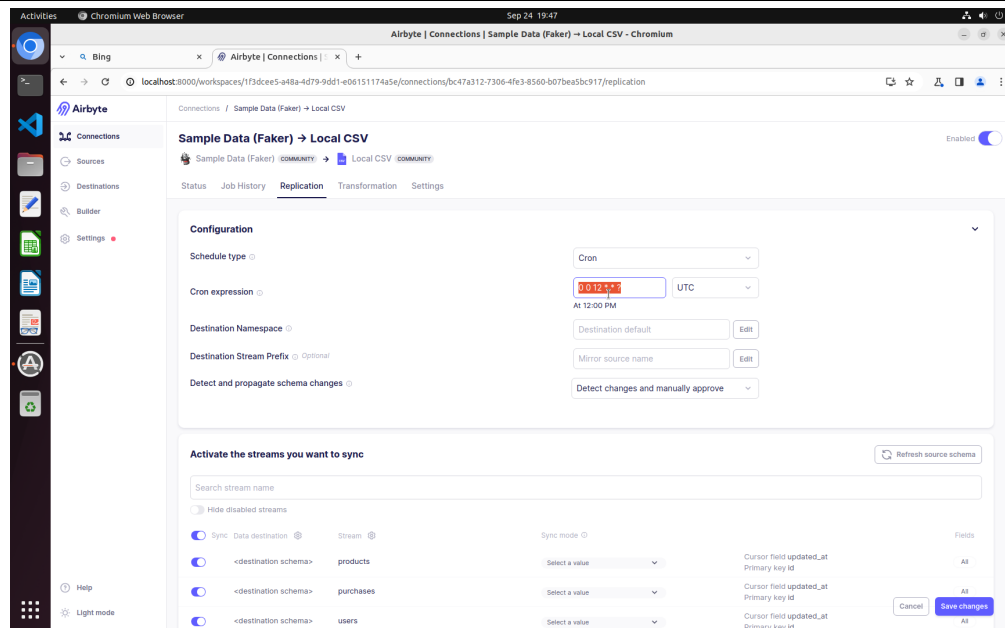 Activities Chromium Web Browser Sep 24 19:47
Airbyte | Connections | Sample Data (Faker) → Local CSV - Chromium
Bing × Airbyte | Connections | × +
localhost:8000/workspaces/1f3dcee5-a48a-4d79-9dd1-e06151174a5e/connections/bc47a312-7306-4fe3-8560-b07bea5bc917/replication
Airbyte
Connections
Sources
Destinations
Builder
Settings
Help
Light mode
Connections / Sample Data (Faker) → Local CSV
Sample Data (Faker) → Local CSV
Enabled
Sample Data (Faker) COMMUNITY → Local CSV COMMUNITY
Status Job History Replication Transformation Settings
Configuration
Schedule type
Cron
Cron expression
0 0 12 * * ?
UTC
At 12:00 PM
Destination Namespace
Destination default
Edit
Destination Stream Prefix Optional
Mirror source name
Edit
Detect and propagate schema changes
Detect changes and manually approve
Activate the streams you want to sync
Refresh source schema
Search stream name
Hide disabled streams
Sync Data destination Stream Sync mode Fields
<destination schema> products Select a value Cursor field updated_at
Primary key id
All
<destination schema> purchases Select a value Cursor field updated_at
Primary key id
All
<destination schema> users Select a value Cursor field updated_at
Primary key id
All
Cancel
Save changes